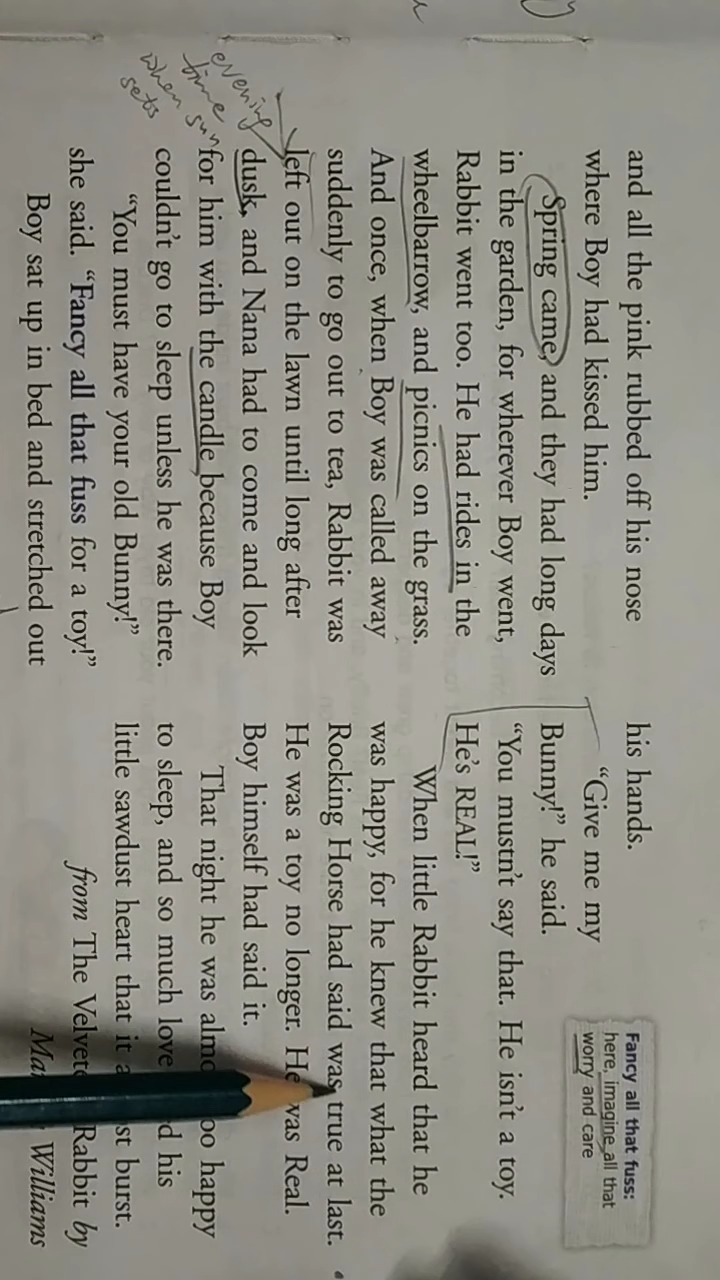 and all the pink rubbed off his nose
where Boy had kissed him.
Spring came, and they had long days
in the garden, for wherever Boy went,
Rabbit went too. He had rides in the
wheelbarrow, and picnics on the grass.
And once, when Boy was called away
suddenly to go out to tea, Rabbit was
left out on the lawn until long after
dusk, and Nana had to come and look
for him with the candle because Boy
couldn't go to sleep unless he was there.
“You must have your old Bunny!”
she said. “Fancy all that fuss for a toy!”
Boy sat up in bed and stretched out
evening
time
when sun
sets
his hands.
“Give me my
Bunny!” he said.
“You mustn't say that. He isn't a toy.
He's REAL!”
When little Rabbit heard that he
was happy, for he knew that what the
Rocking Horse had said was true at last.
He was a toy no longer. He was Real.
Boy himself had said it.
That night he was too happy
to sleep, and so much love his
little sawdust heart that it burst.
from The Rabbit by
Williams
Fancy all that fuss:
here, imagine all that
worry and care